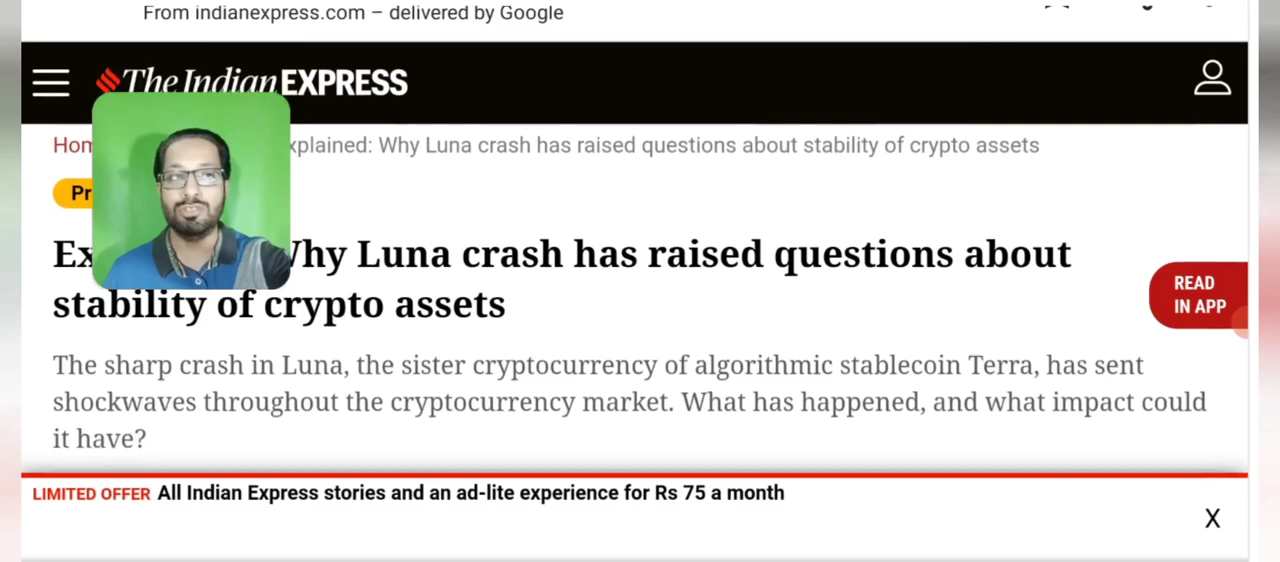 From indianexpress.com – delivered by Google
The Indian EXPRESS
Explained: Why Luna crash has raised questions about stability of crypto assets
Why Luna crash has raised questions about
stability of crypto assets
READ
IN APP
The sharp crash in Luna, the sister cryptocurrency of algorithmic stablecoin Terra, has sent
shockwaves throughout the cryptocurrency market. What has happened, and what impact could
it have?
LIMITED OFFER All Indian Express stories and an ad-lite experience for Rs 75 a month
X